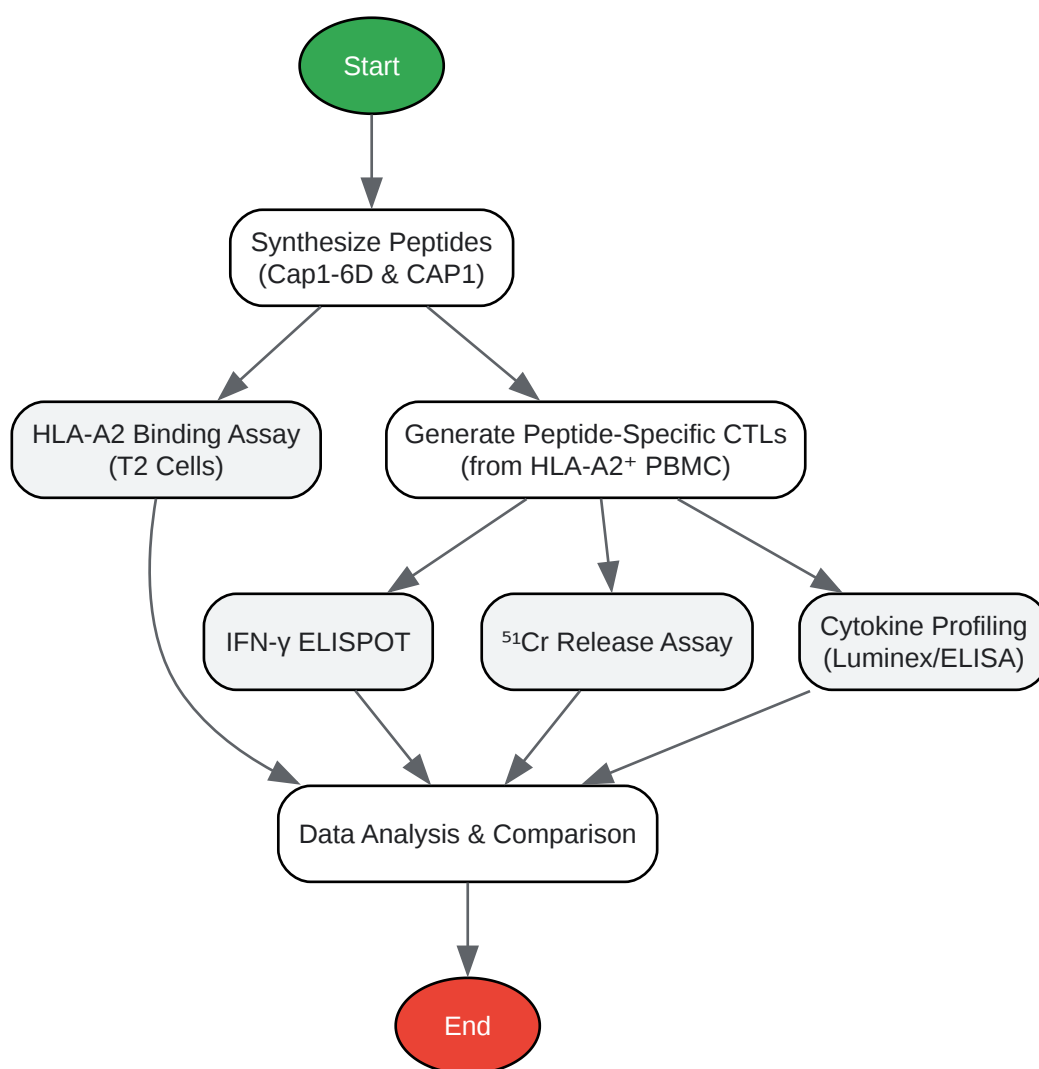 Start
Synthesize Peptides
(Cap1-6D & CAP1)
HLA-A2 Binding Assay
(T2 Cells)
Generate Peptide-Specific CTLs
(from HLA-A2⁺ PBMC)
IFN-γ ELISPOT
⁵¹Cr Release Assay
Cytokine Profiling
(Luminex/ELISA)
Data Analysis & Comparison
End